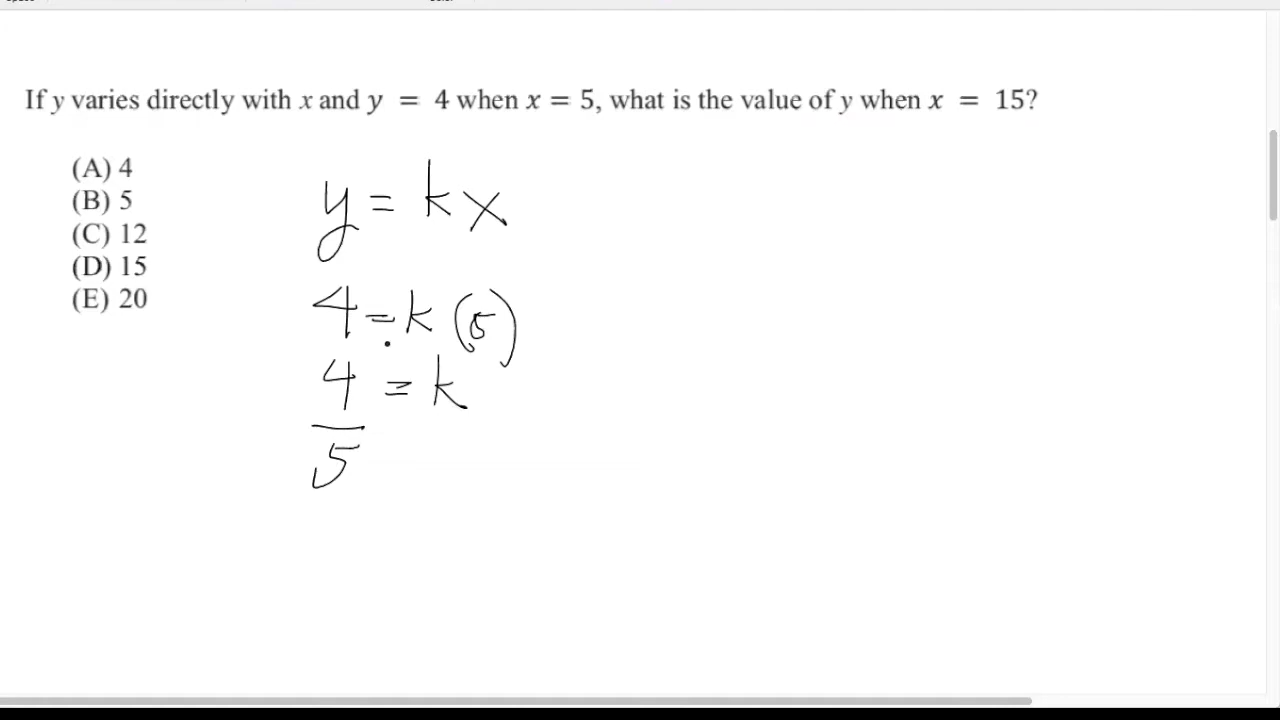 If y varies directly with x and y = 4 when x = 5, what is the value of y when x = 15?
(A) 4
(B) 5
(C) 12
(D) 15
(E) 20
y = kx
4 = k (5)
4 = k
5